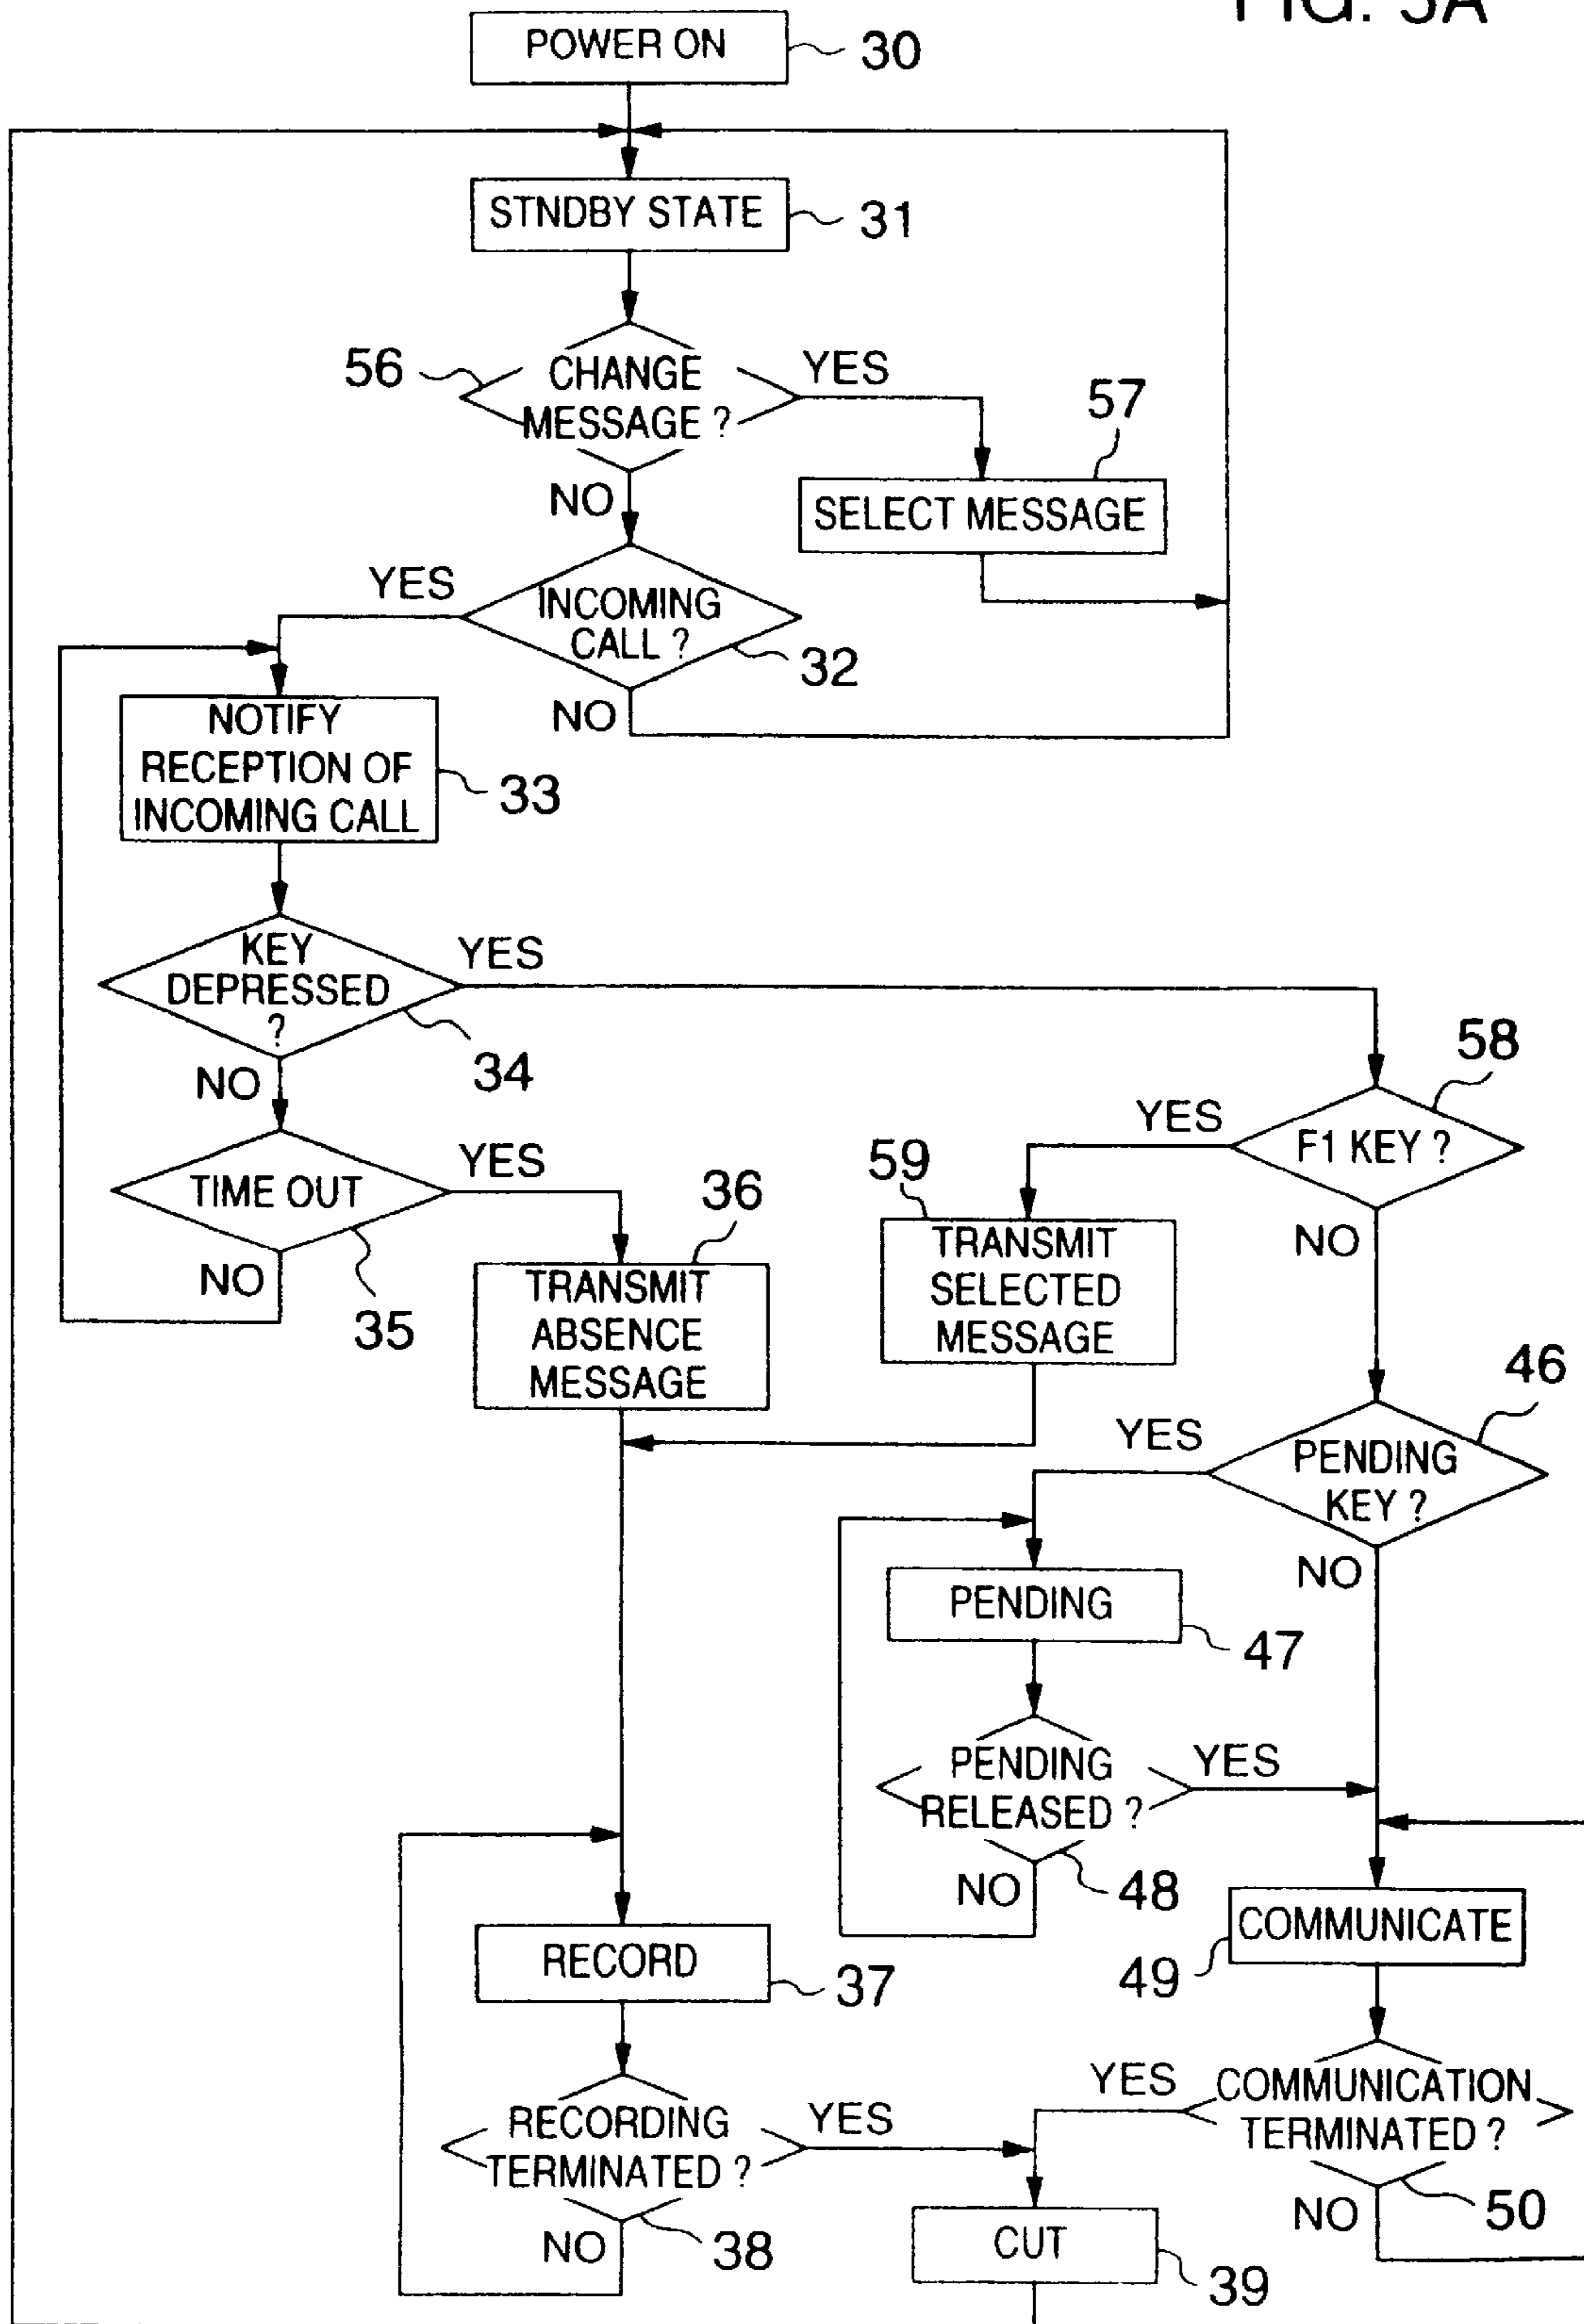 FIG. 5A
POWER ON
30
STNDBY STATE
31
56
CHANGE
MESSAGE ?
YES
57
NO
SELECT MESSAGE
YES
INCOMING
CALL ?
32
NO
NOTIFY
RECEPTION OF
INCOMING CALL
33
KEY
DEPRESSED
?
YES
34
NO
58
YES
F1 KEY ?
TIME OUT
YES
36
59
NO
35
NO
TRANSMIT
ABSENCE
MESSAGE
TRANSMIT
SELECTED
MESSAGE
46
YES
PENDING
KEY ?
NO
PENDING
47
PENDING
RELEASED ?
YES
NO
48
COMMUNICATE
49
RECORD
37
YES
COMMUNICATION
TERMINATED ?
RECORDING
TERMINATED ?
YES
NO
50
NO
38
CUT
39